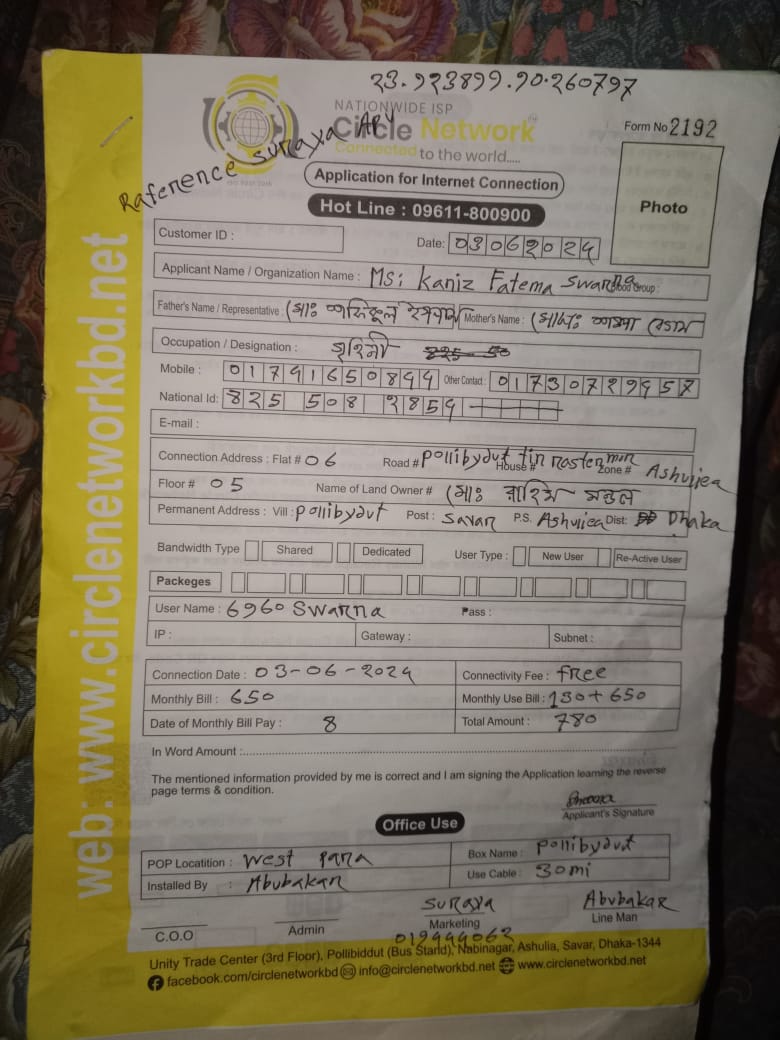 23.923899.90.260797
NATIONWIDE ISP
Circle Network
Connected to the world.....
Raference Suraya Apu
Form No 2192
Application for Internet Connection
Hot Line : 09611-800900
Photo
Customer ID :
Date: 03062024
Applicant Name / Organization Name : MS: Kaniz Fatema Swarna Group :
Father's Name / Representative : মোঃ Mother's Name : মোসাঃ
Occupation / Designation : গৃহিনী
Mobile : 01741650844 Other Contact : 01730729457
National Id: 825 508 2854
E-mail :
Connection Address : Flat # 06 Road # pollibydut House # Zone # Ashuliea
Floor # 05 Name of Land Owner # মোঃ মন্ডল
Permanent Address : Vill : pollibydut Post : Savar P.S. Ashuliea Dist: Dhaka
Bandwidth Type Shared Dedicated User Type : New User Re-Active User
Packeges
User Name : 6960 Swarna Pass :
IP : Gateway : Subnet :
Connection Date : 03-06-2024 Connectivity Fee : free
Monthly Bill : 650 Monthly Use Bill : 130+650
Date of Monthly Bill Pay : 8 Total Amount : 780
In Word Amount :
The mentioned information provided by me is correct and I am signing the Application learning the reverse
page terms & condition.
Applicant's Signature
Office Use
POP Locatition : West Para Box Name : pollibydut
Installed By : Abubakar Use Cable : 30mi
Suraya Abubakar
C.O.O Admin Marketing Line Man
Unity Trade Center (3rd Floor), Pollibiddut (Bus Stand), Nabinagar, Ashulia, Savar, Dhaka-1344
facebook.com/circlenetworkbd info@circlenetworkbd.net www.circlenetworkbd.net
web: www.circlenetworkbd.net